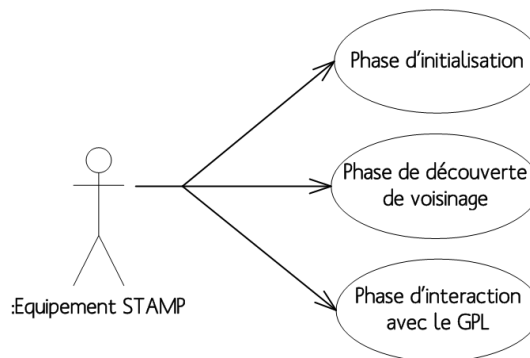 Phase d'initialisation
Phase de découverte
de voisinage
:Equipement STAMP
Phase d'interaction
avec le GPL